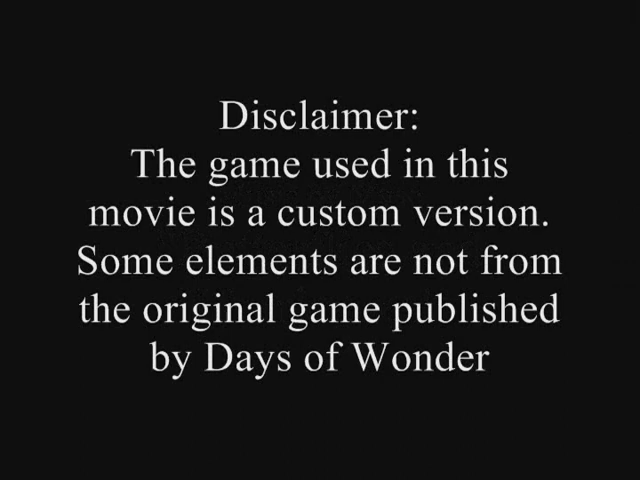 Disclaimer:
The game used in this
movie is a custom version.
Some elements are not from
the original game published
by Days of Wonder